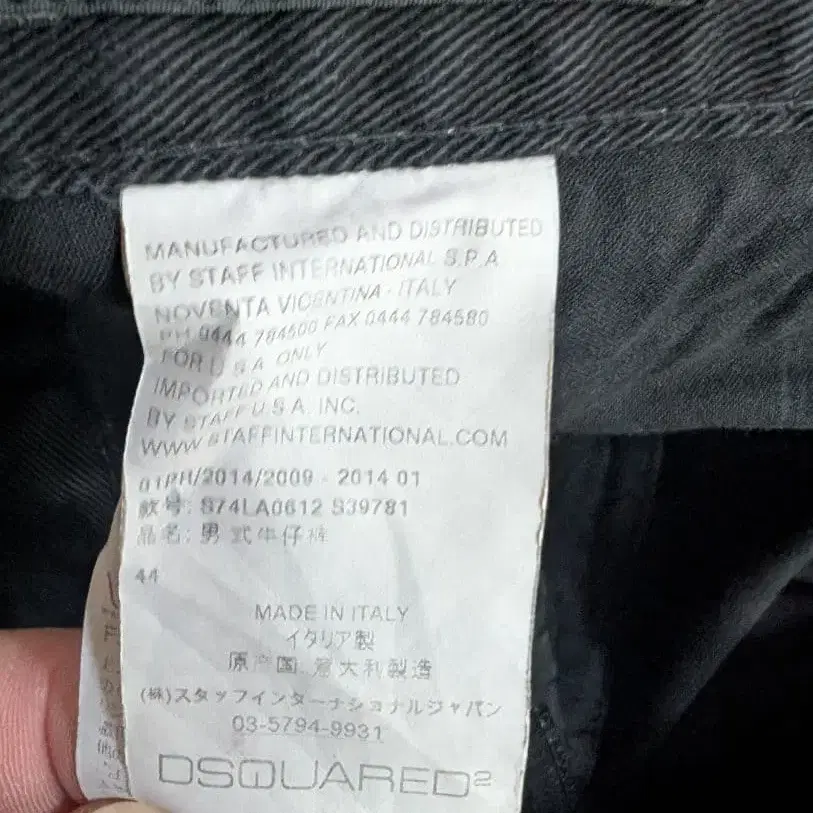 MANUFACTURED AND DISTRIBUTED
BY STAFF INTERNATIONAL S.P.A
NOVENTA VICENTINA - ITALY
PH 0444 784500 FAX 0444 784580
FOR U S A ONLY
IMPORTED AND DISTRIBUTED
BY STAFF U S A INC.
WWW STAFFINTERNATIONAL.COM
01PH/2014/2009 - 2014 01
款号: S74LA0612 S39781
品名: 男式牛仔裤
44
MADE IN ITALY
イタリア製
原产国 意大利製造
(株)スタッフインターナショナルジャパン
03-5794-9931
DSQUARED2